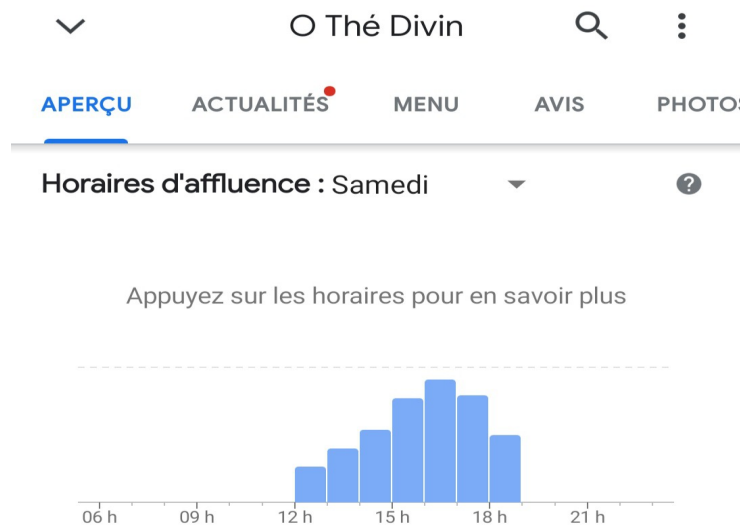 O Thé Divin
APERÇU ACTUALITÉS MENU AVIS PHOTOS
Horaires d'affluence : Samedi
Appuyez sur les horaires pour en savoir plus
06 h 09 h 12 h 15 h 18 h 21 h